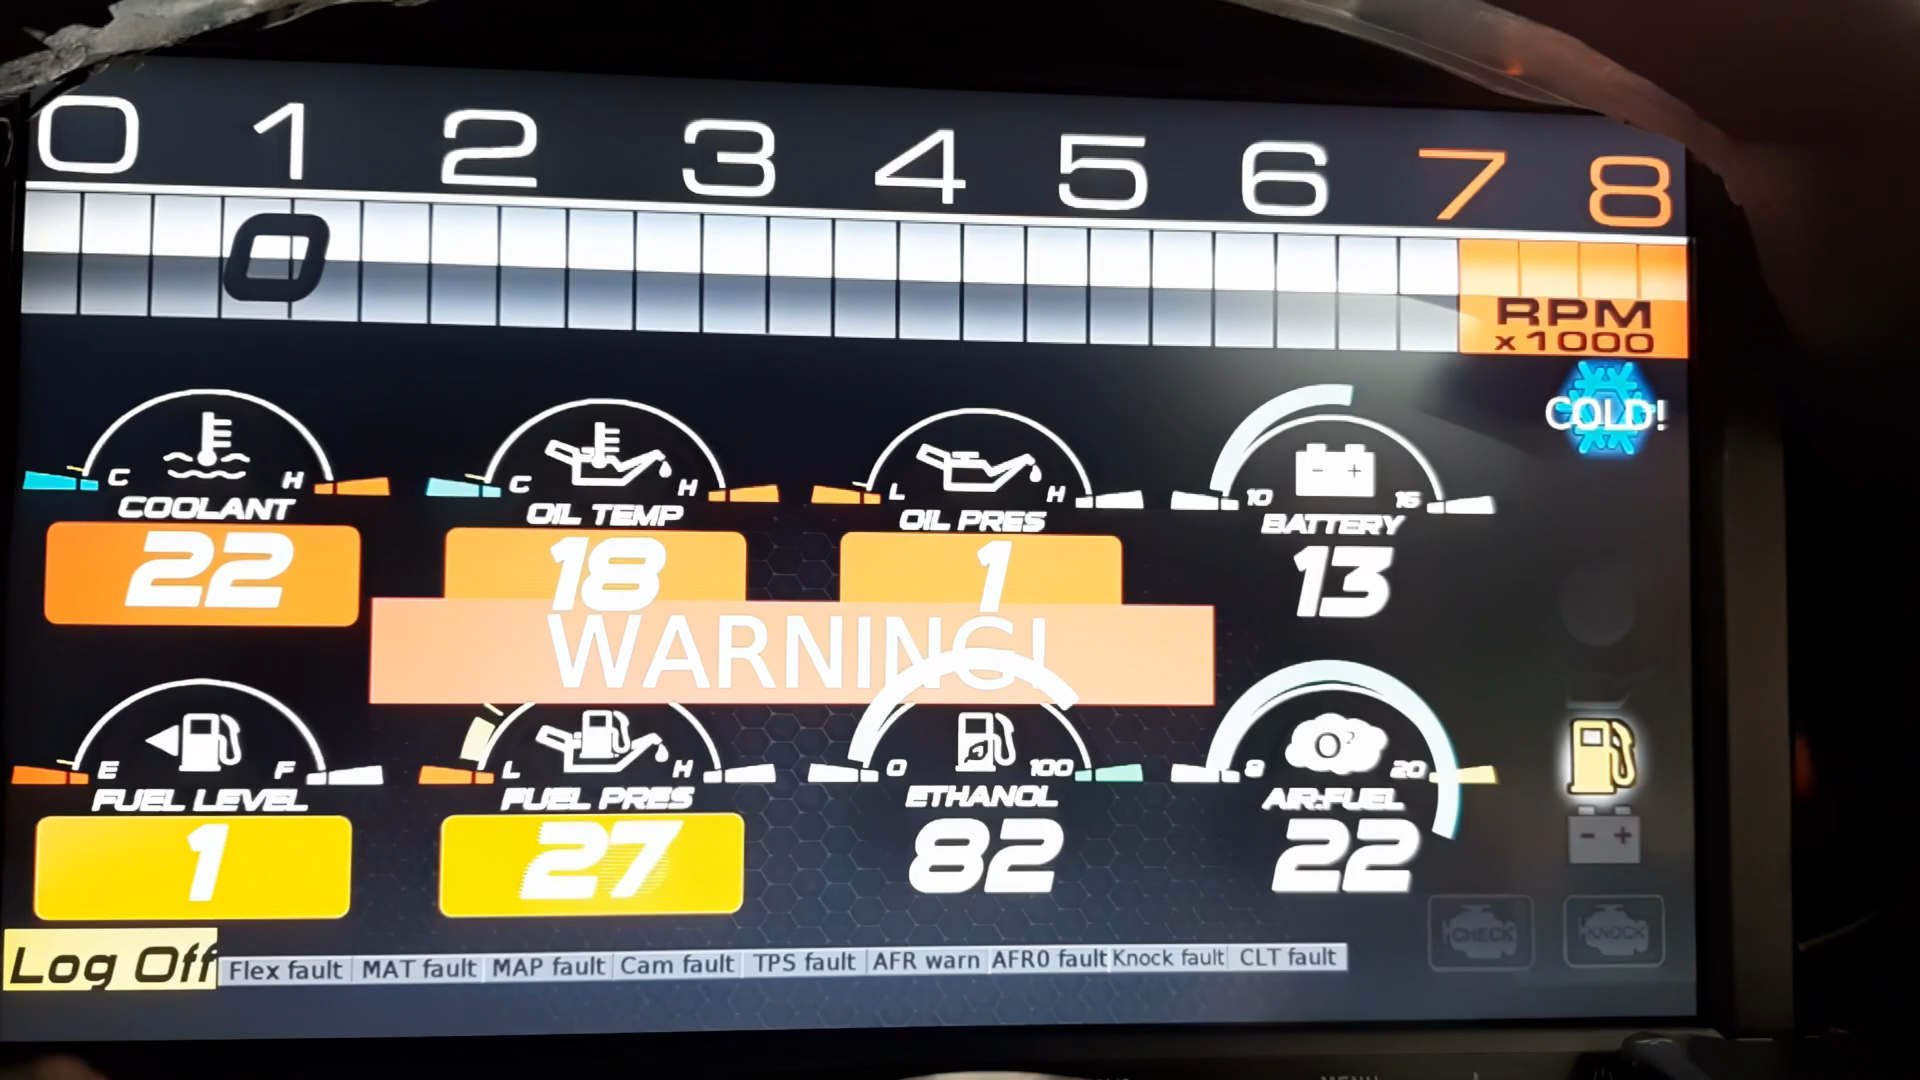 0 1 2 3 4 5 6 7 8
0
RPM
x1000
COLD!
C H
COOLANT
22
C H
OIL TEMP
18
L H
OIL PRES
1
10 15
BATTERY
13
WARNING!
E F
FUEL LEVEL
1
L H
FUEL PRES
27
0 100
ETHANOL
82
8 20
O²
AIR:FUEL
22
CHECK
KNOCK
Log Off
Flex fault MAT fault MAP fault Cam fault TPS fault AFR warn AFR0 fault Knock fault CLT fault
MENU